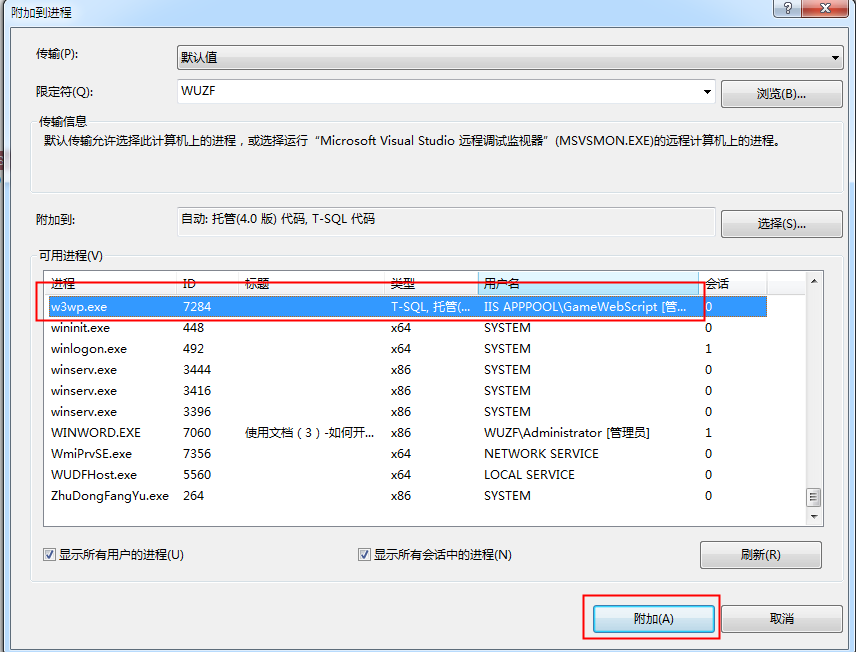 附加到进程
传输(P): 默认值
限定符(Q): WUZF 浏览(B)...
传输信息
默认传输允许选择此计算机上的进程，或选择运行“Microsoft Visual Studio 远程调试监视器”(MSVSMON.EXE)的远程计算机上的进程。
附加到: 自动: 托管(4.0 版) 代码, T-SQL 代码 选择(S)...
可用进程(V)
进程 ID 标题 类型 用户名 会话
w3wp.exe 7284 T-SQL, 托管(... IIS APPPOOL\GameWebScript [管... 0
wininit.exe 448 x64 SYSTEM 0
winlogon.exe 492 x64 SYSTEM 1
winserv.exe 3444 x86 SYSTEM 0
winserv.exe 3416 x86 SYSTEM 0
winserv.exe 3396 x86 SYSTEM 0
WINWORD.EXE 7060 使用文档（3）-如何开... x86 WUZF\Administrator [管理员] 1
WmiPrvSE.exe 7356 x64 NETWORK SERVICE 0
WUDFHost.exe 5560 x64 LOCAL SERVICE 0
ZhuDongFangYu.exe 264 x86 SYSTEM 0
显示所有用户的进程(U) 显示所有会话中的进程(N) 刷新(R)
附加(A) 取消